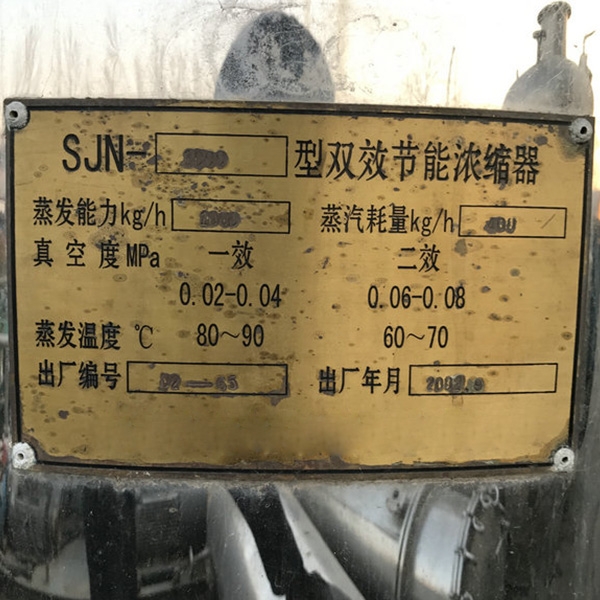 SJN- 型双效节能浓缩器
蒸发能力kg/h 蒸汽耗量kg/h
真空度MPa 一效 二效
0.02-0.04 0.06-0.08
蒸发温度 ℃ 80~90 60~70
出厂编号 出厂年月